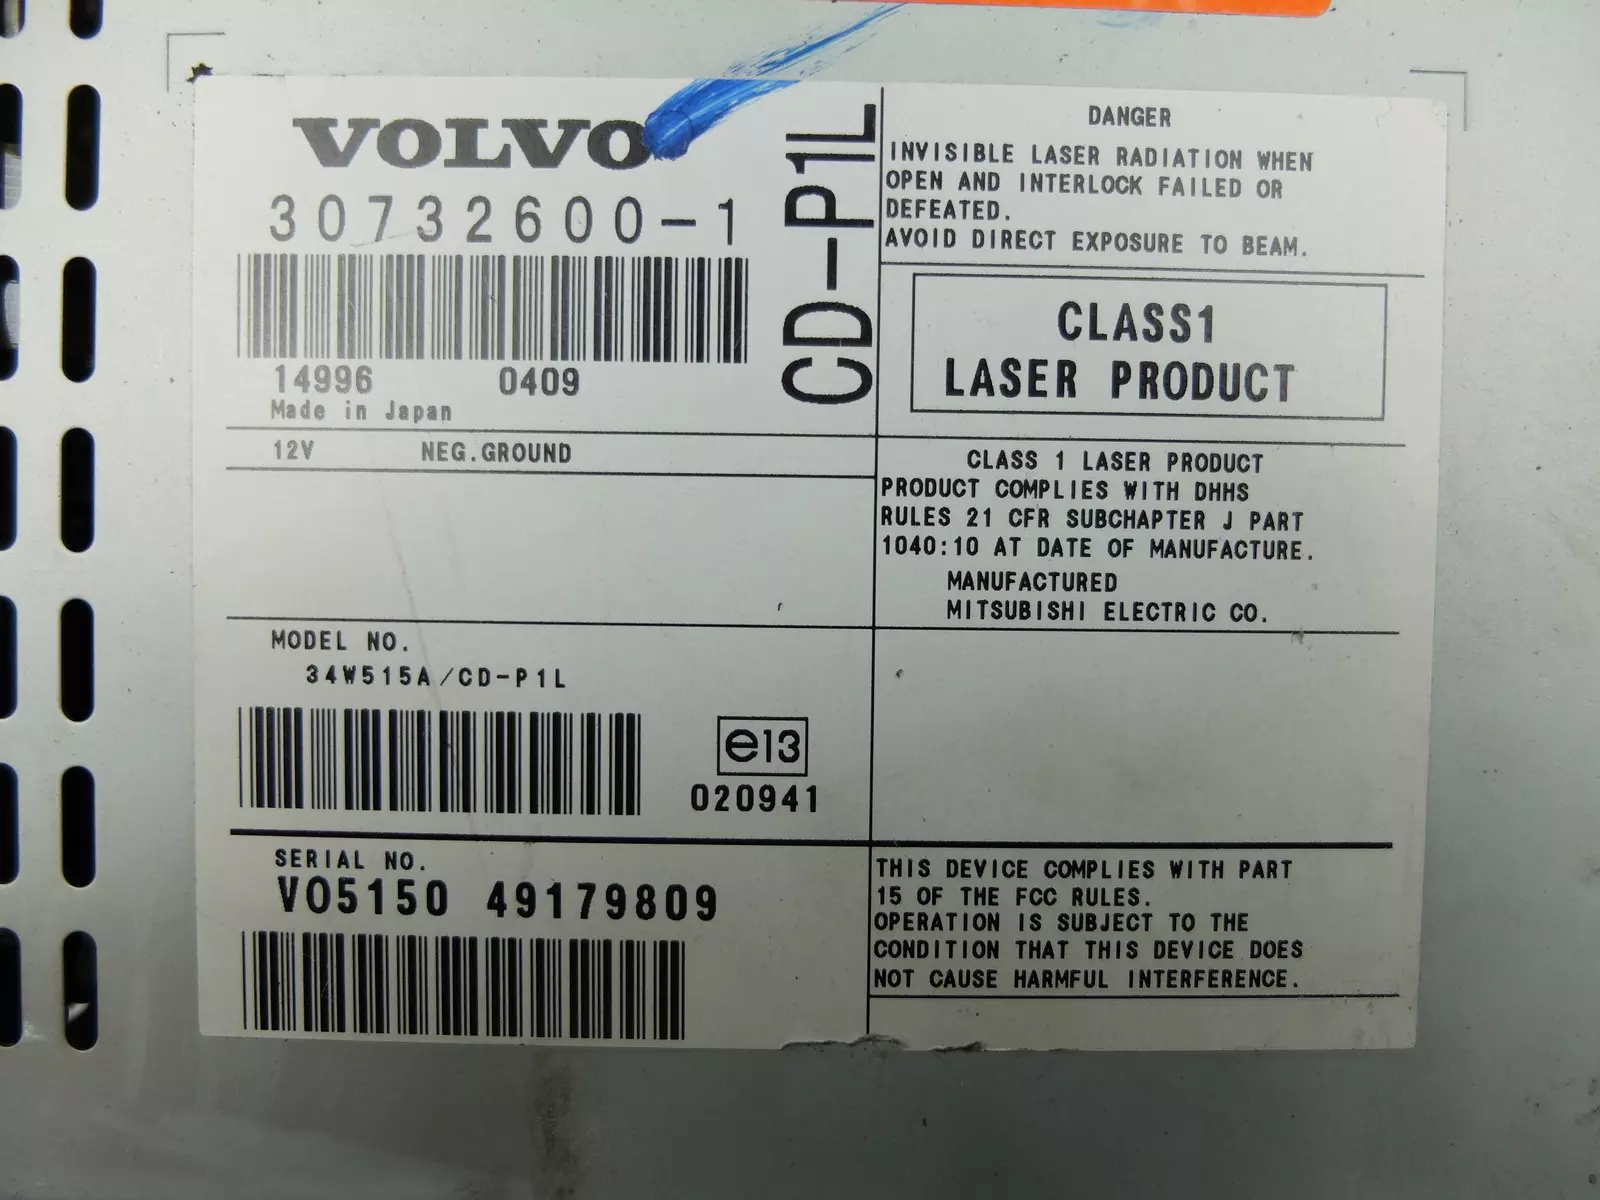 VOLVO
30732600-1
14996 0409
Made in Japan
CD-P1L
12V NEG.GROUND
MODEL NO.
34W515A/CD-P1L
e13
020941
SERIAL NO.
VO5150 49179809
DANGER
INVISIBLE LASER RADIATION WHEN
OPEN AND INTERLOCK FAILED OR
DEFEATED.
AVOID DIRECT EXPOSURE TO BEAM.
CLASS1
LASER PRODUCT
CLASS 1 LASER PRODUCT
PRODUCT COMPLIES WITH DHHS
RULES 21 CFR SUBCHAPTER J PART
1040:10 AT DATE OF MANUFACTURE.
MANUFACTURED
MITSUBISHI ELECTRIC CO.
THIS DEVICE COMPLIES WITH PART
15 OF THE FCC RULES.
OPERATION IS SUBJECT TO THE
CONDITION THAT THIS DEVICE DOES
NOT CAUSE HARMFUL INTERFERENCE.